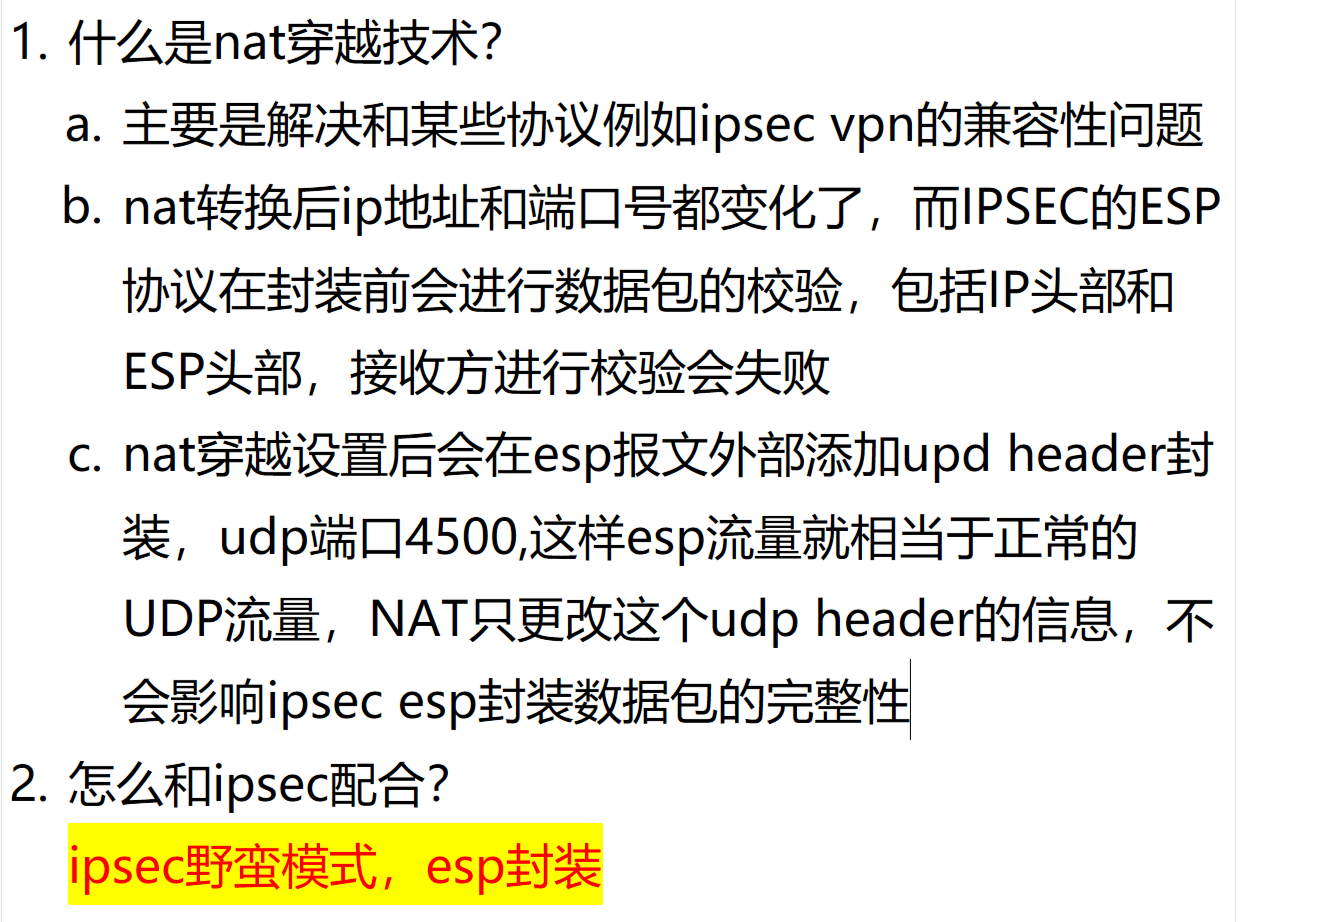 1. 什么是nat穿越技术？
a. 主要是解决和某些协议例如ipsec vpn的兼容性问题
b. nat转换后ip地址和端口号都变化了，而IPSEC的ESP
协议在封装前会进行数据包的校验，包括IP头部和
ESP头部，接收方进行校验会失败
c. nat穿越设置后会在esp报文外部添加upd header封
装，udp端口4500,这样esp流量就相当于正常的
UDP流量，NAT只更改这个udp header的信息，不
会影响ipsec esp封装数据包的完整性
2. 怎么和ipsec配合？
ipsec野蛮模式，esp封装